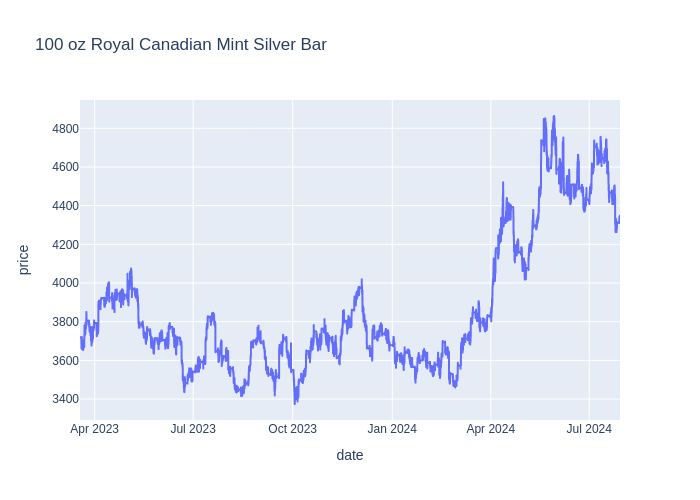 100 oz Royal Canadian Mint Silver Bar
price
4800
4600
4400
4200
4000
3800
3600
3400
Apr 2023 Jul 2023 Oct 2023 Jan 2024 Apr 2024 Jul 2024
date